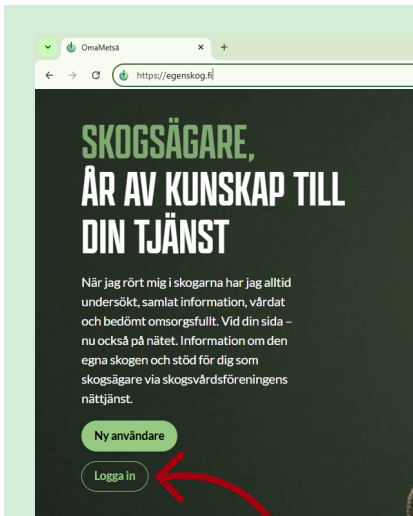 OmaMetsä
https://egenskog.fi
SKOGSÄGARE,
ÅR AV KUNSKAP TILL
DIN TJÄNST
När jag rört mig i skogarna har jag alltid
undersökt, samlat information, vårdat
och bedömt omsorgsfullt. Vid din sida –
nu också på nätet. Information om den
egna skogen och stöd för dig som
skogsägare via skogsvårdsföreningens
nättjänst.
Ny användare
Logga in